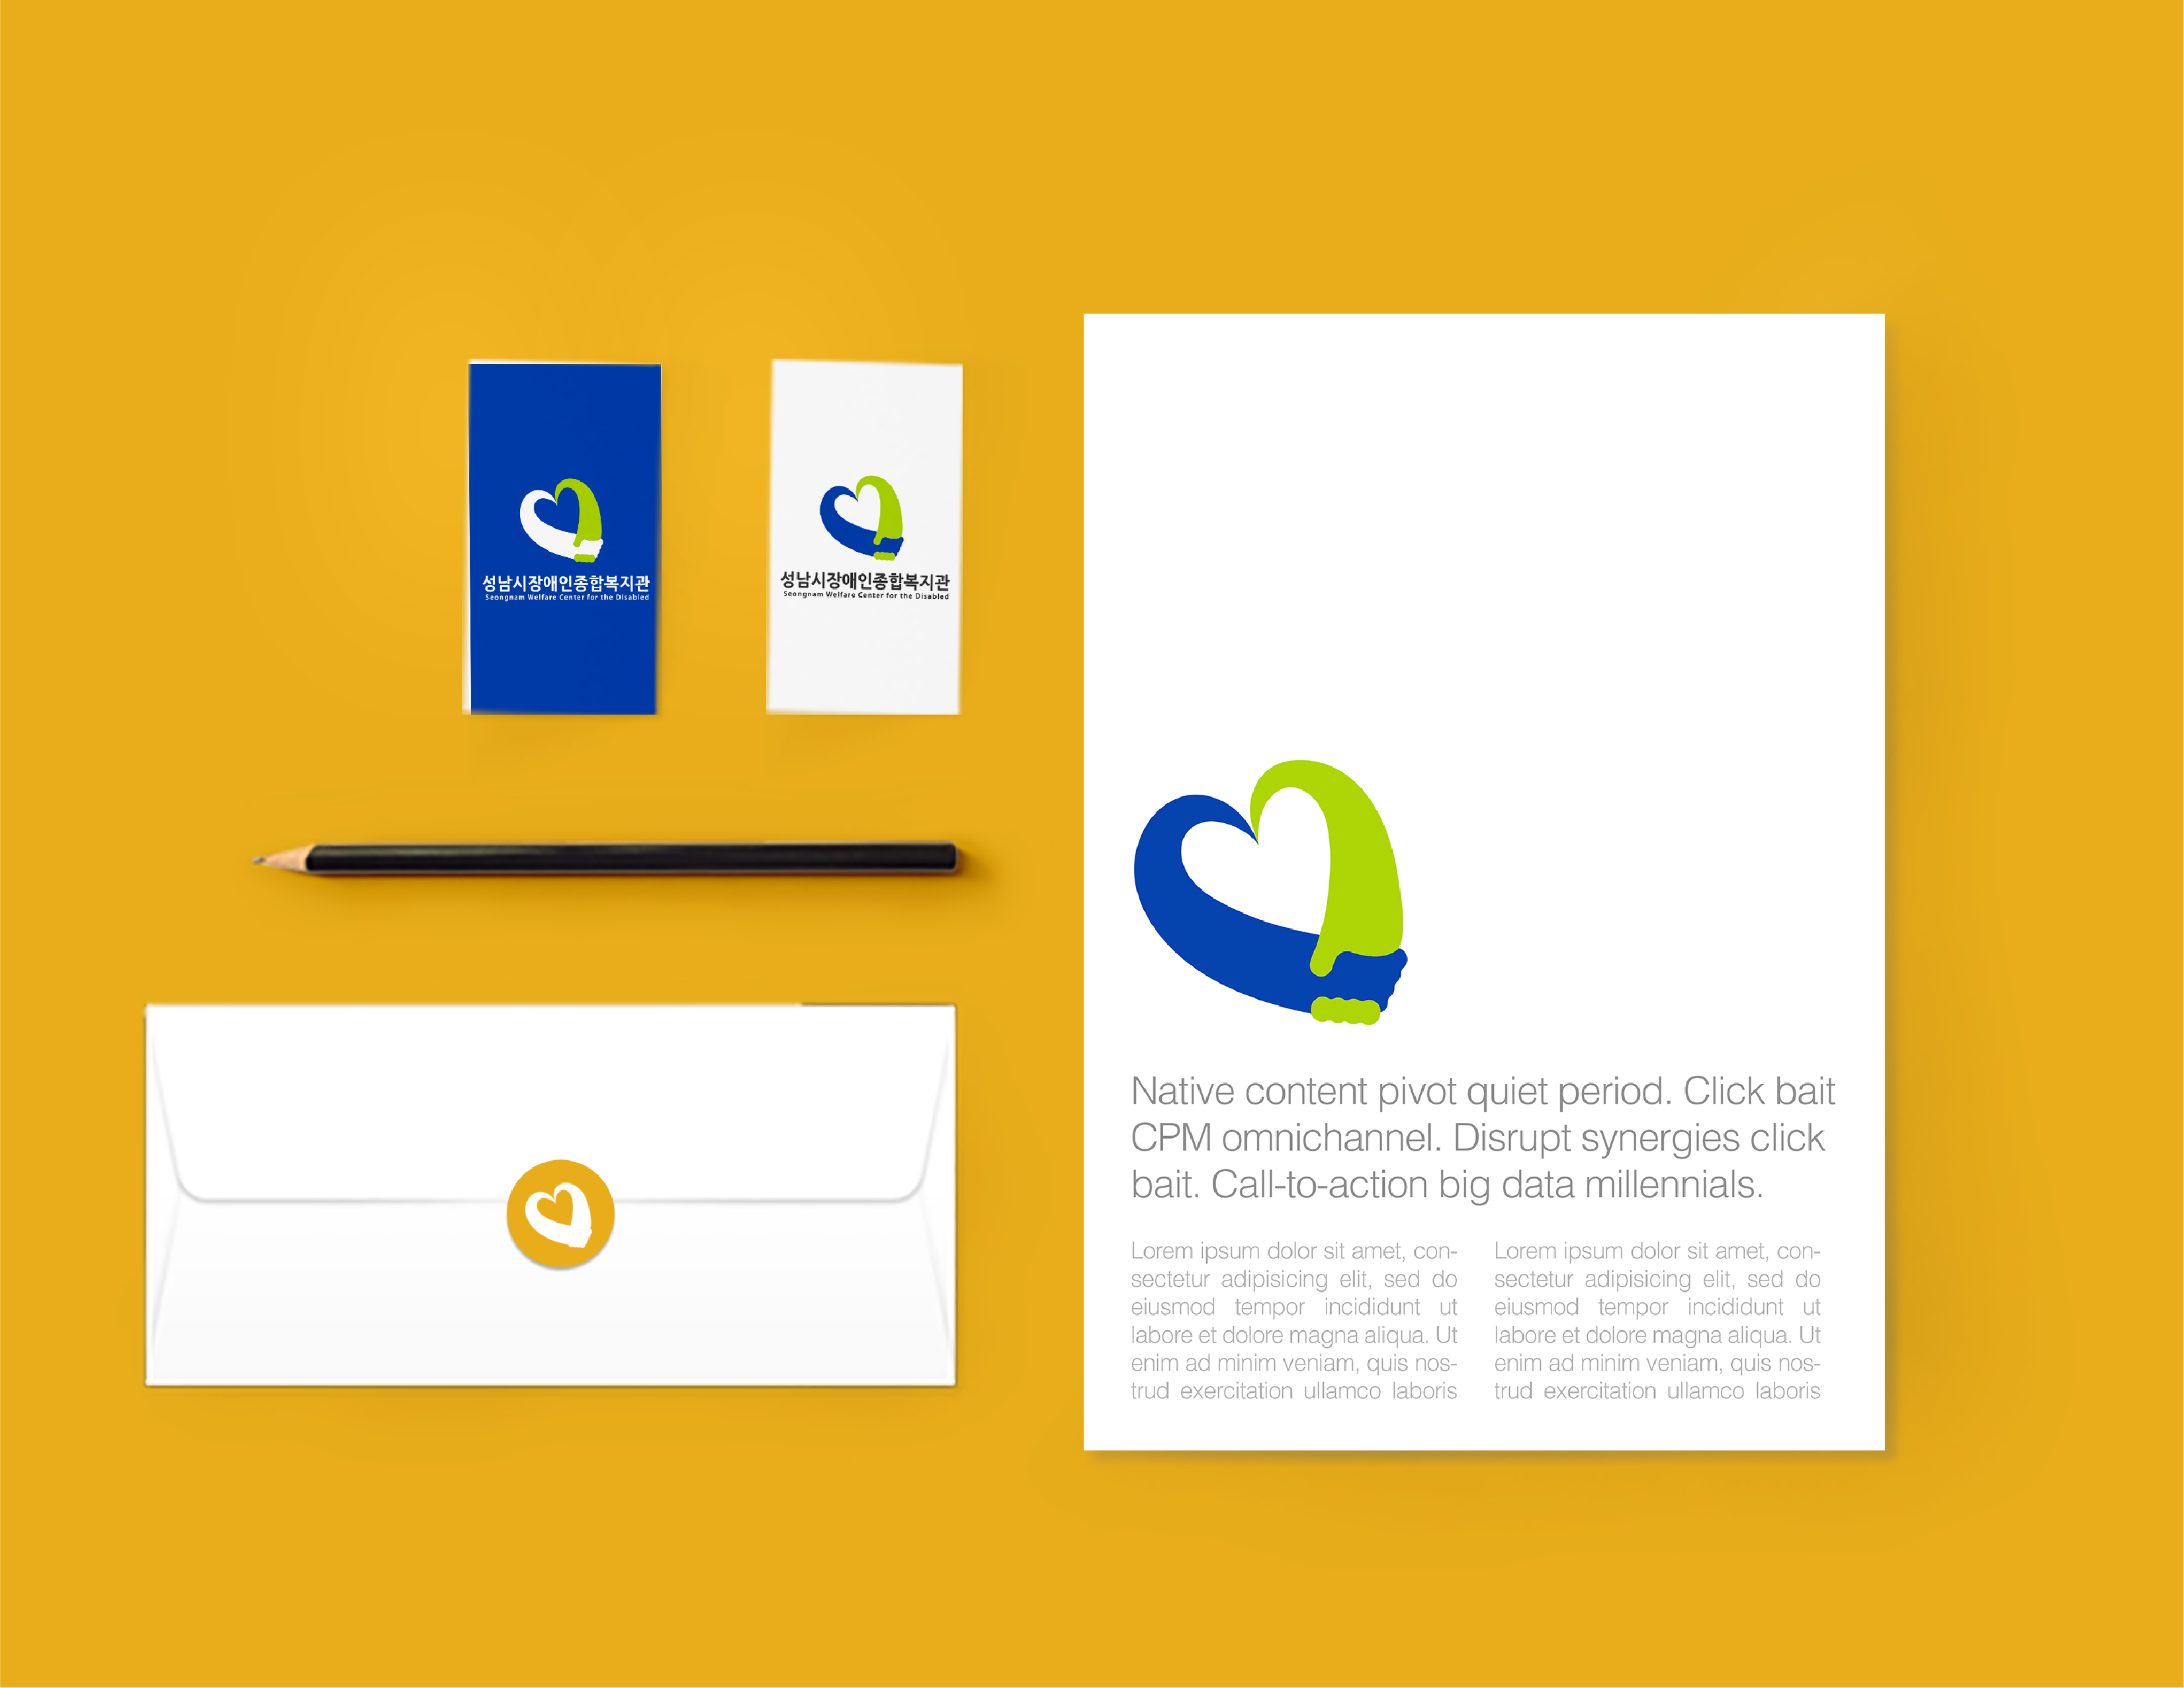 성남시장애인종합복지관
Seongnam Welfare Center for the Disabled
성남시장애인종합복지관
Seongnam Welfare Center for the Disabled
Native content pivot quiet period. Click bait
CPM omnichannel. Disrupt synergies click
bait. Call-to-action big data millennials.
Lorem ipsum dolor sit amet, con-
sectetur adipisicing elit, sed do
eiusmod tempor incididunt ut
labore et dolore magna aliqua. Ut
enim ad minim veniam, quis nos-
trud exercitation ullamco laboris
Lorem ipsum dolor sit amet, con-
sectetur adipisicing elit, sed do
eiusmod tempor incididunt ut
labore et dolore magna aliqua. Ut
enim ad minim veniam, quis nos-
trud exercitation ullamco laboris